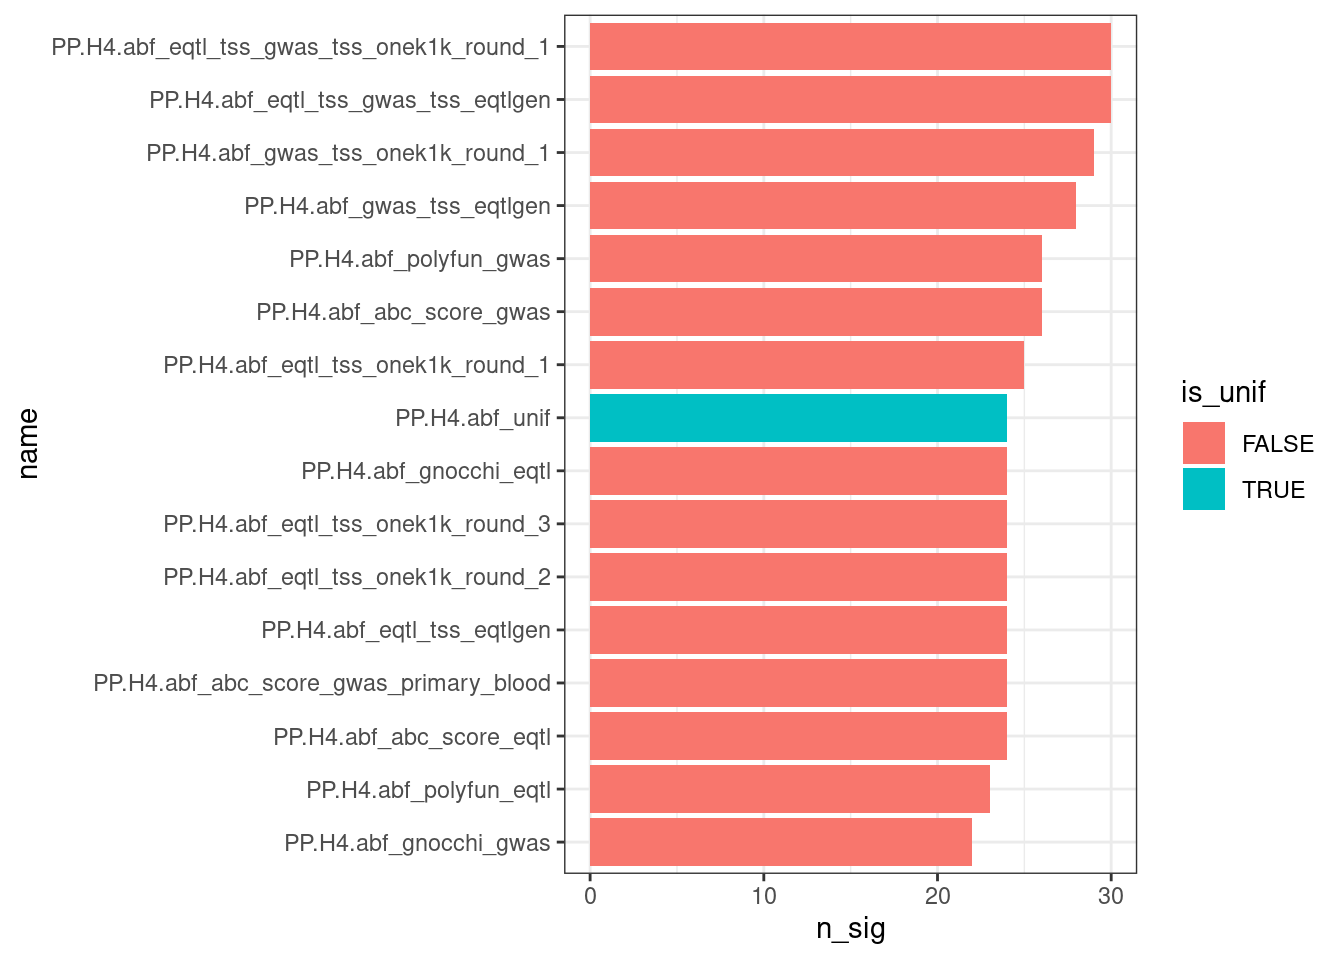 PP.H4.abf_eqtl_tss_gwas_tss_onek1k_round_1
PP.H4.abf_eqtl_tss_gwas_tss_eqtlgen
PP.H4.abf_gwas_tss_onek1k_round_1
PP.H4.abf_gwas_tss_eqtlgen
PP.H4.abf_polyfun_gwas
PP.H4.abf_abc_score_gwas
PP.H4.abf_eqtl_tss_onek1k_round_1
PP.H4.abf_unif
PP.H4.abf_gnocchi_eqtl
PP.H4.abf_eqtl_tss_onek1k_round_3
PP.H4.abf_eqtl_tss_onek1k_round_2
PP.H4.abf_eqtl_tss_eqtlgen
PP.H4.abf_abc_score_gwas_primary_blood
PP.H4.abf_abc_score_eqtl
PP.H4.abf_polyfun_eqtl
PP.H4.abf_gnocchi_gwas
name
0 10 20 30
n_sig
is_unif
FALSE
TRUE